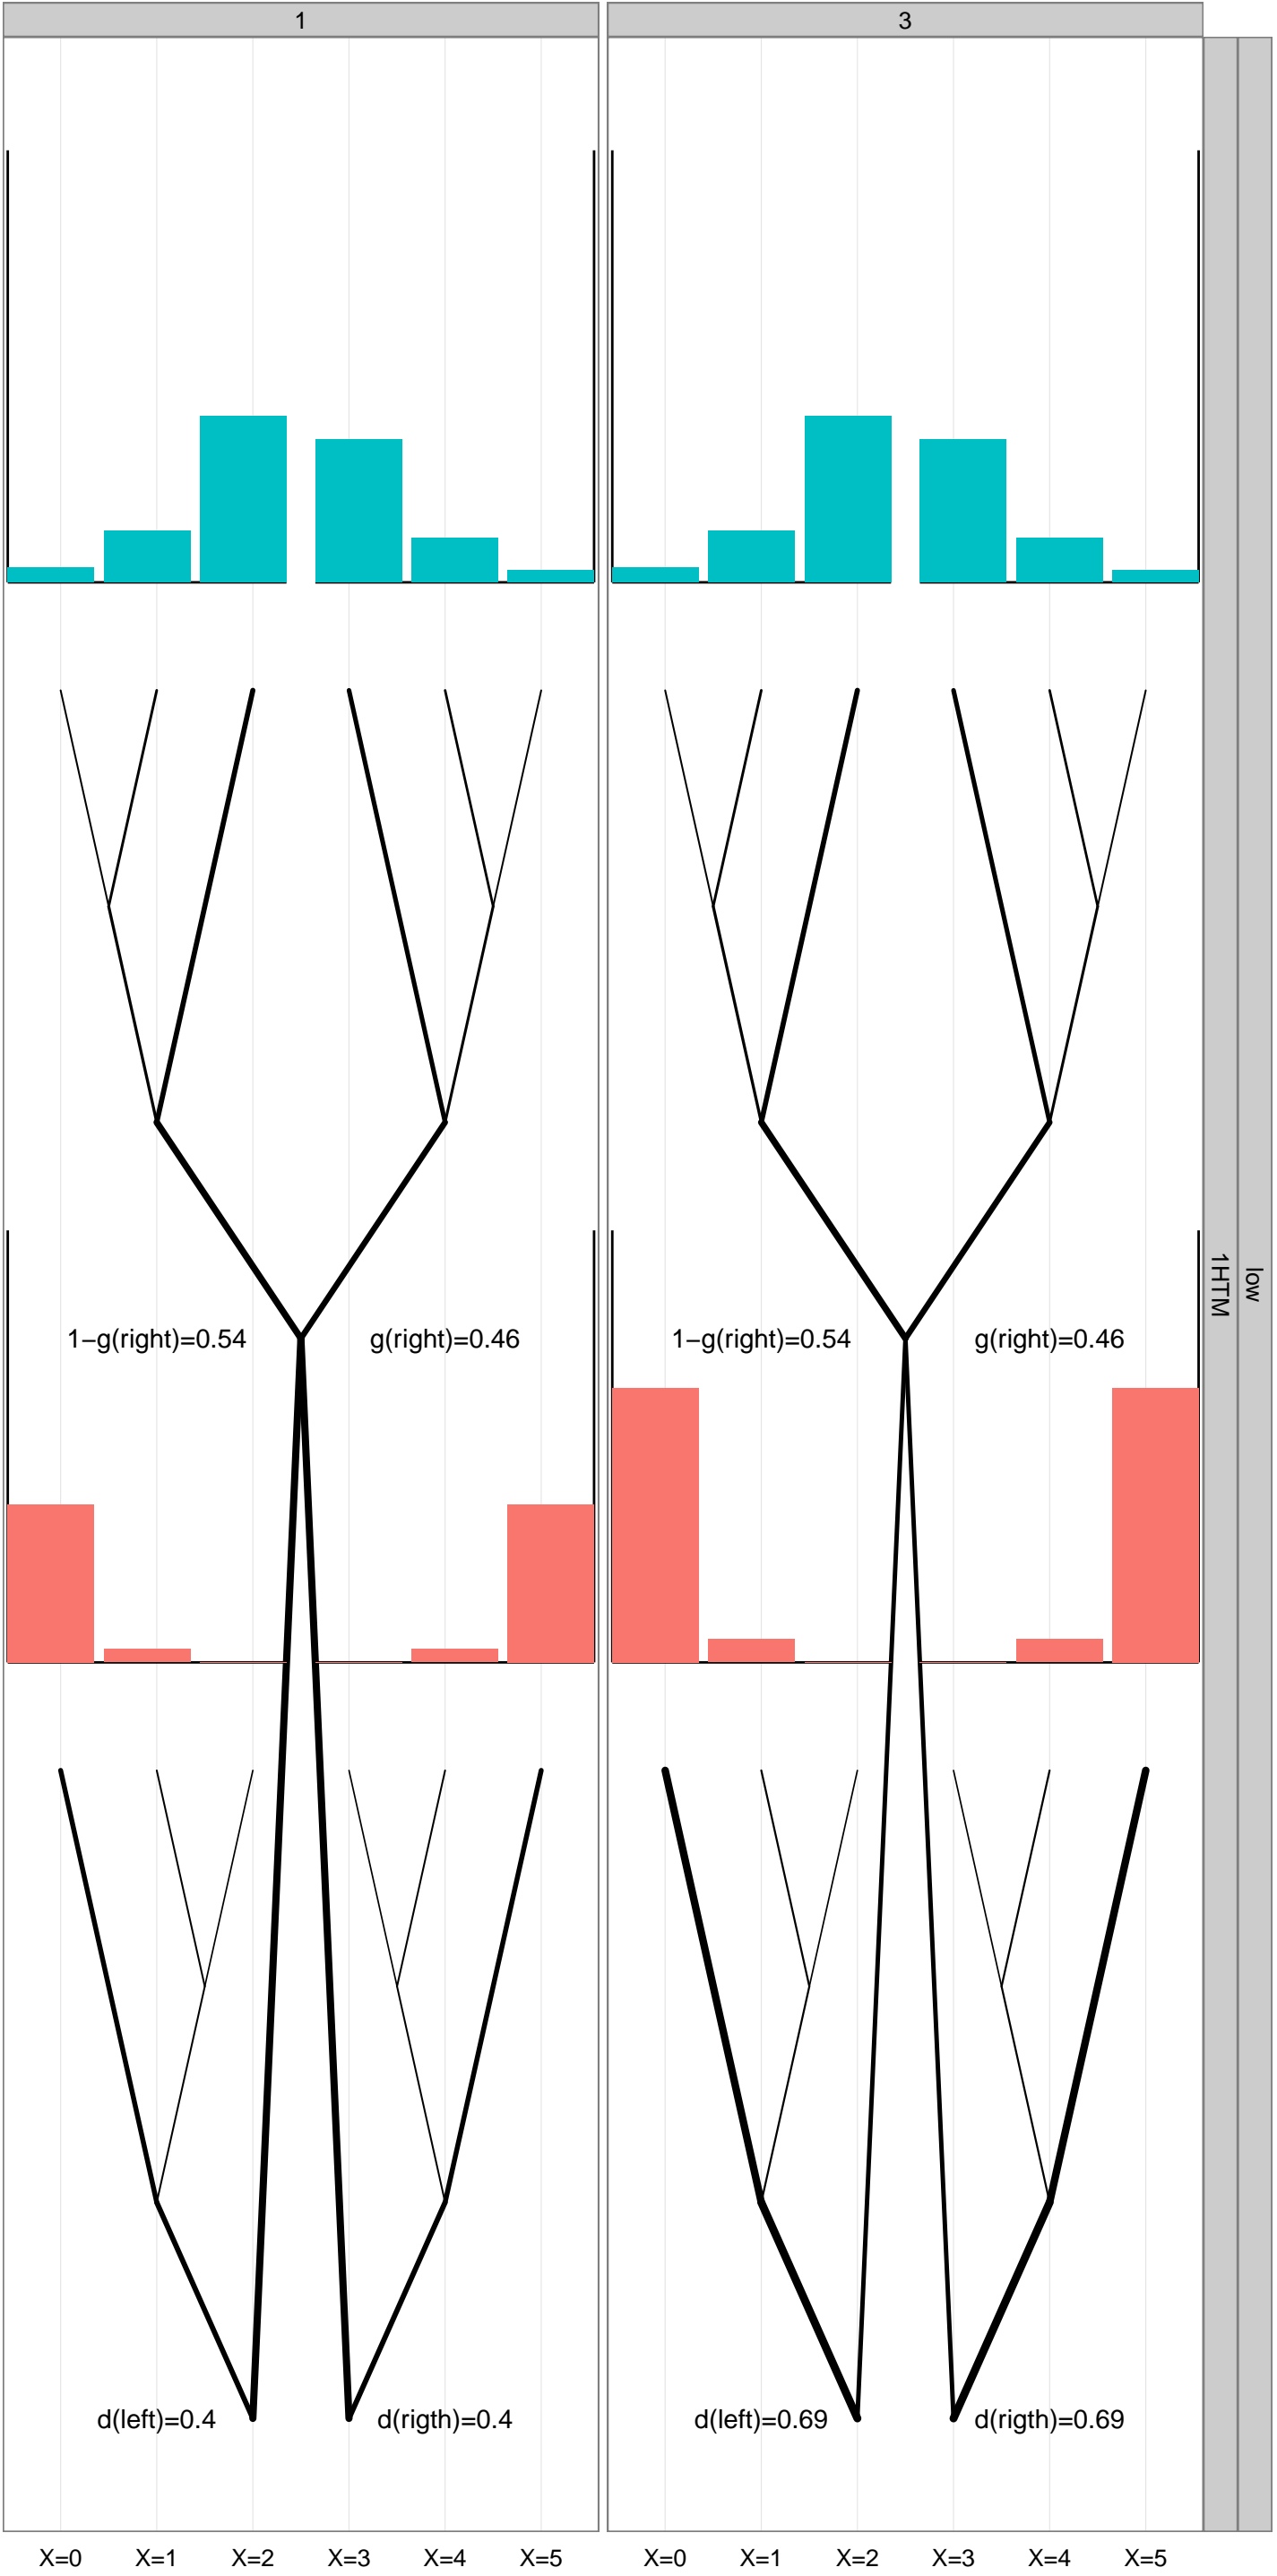 1
3
low
1HTM
1−g(right)=0.54
g(right)=0.46
1−g(right)=0.54
g(right)=0.46
d(left)=0.4
d(rigth)=0.4
d(left)=0.69
d(rigth)=0.69
X=0 X=1 X=2 X=3 X=4 X=5
X=0 X=1 X=2 X=3 X=4 X=5